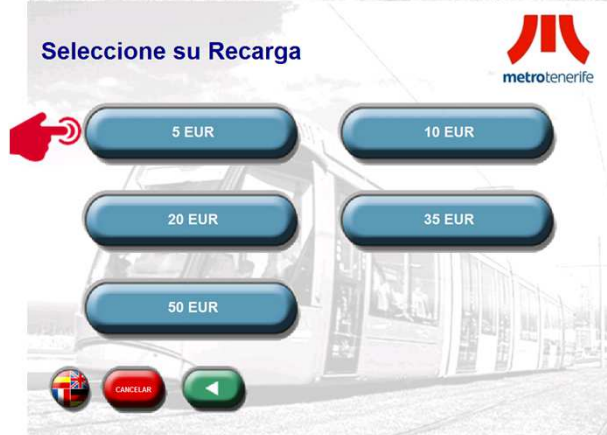 Seleccione su Recarga
metrotenerife
5 EUR
10 EUR
20 EUR
35 EUR
50 EUR
CANCELAR